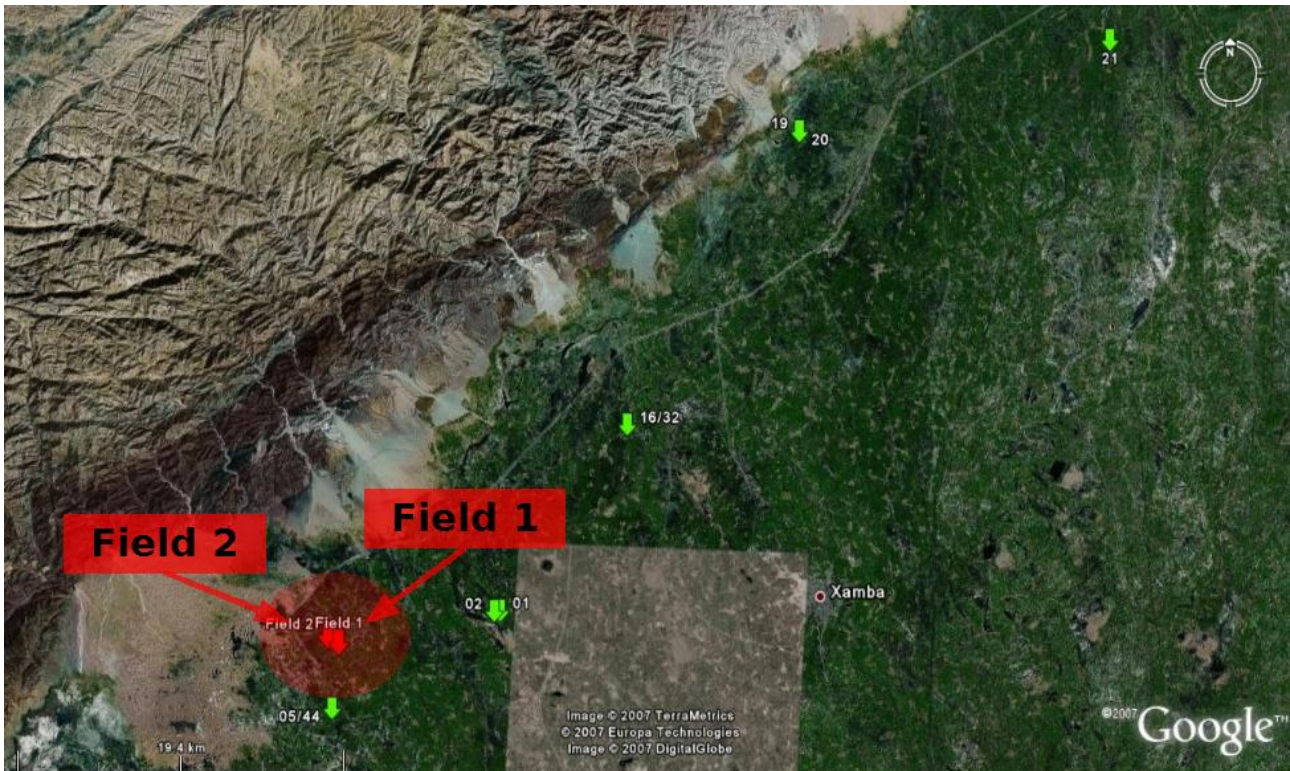 21
N
19
20
16/32
Field 1
Field 2
02
01
Xamba
Field 2
Field 1
05/44
19.4 km
Image © 2007 TerraMetrics
© 2007 Europa Technologies
Image © 2007 DigitalGlobe
©2007 Google™